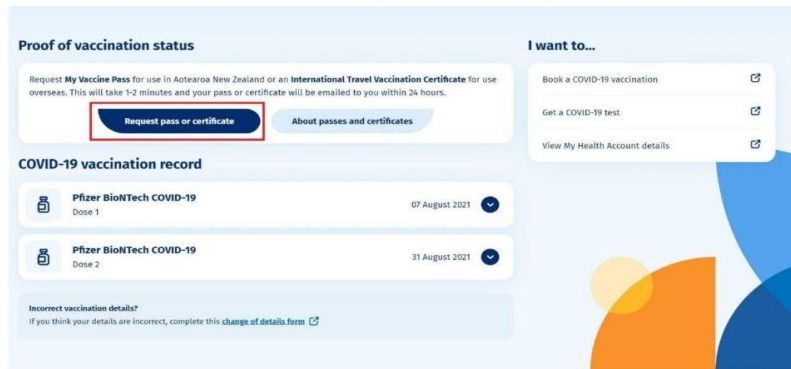 Proof of vaccination status
Request My Vaccine Pass for use in Aotearoa New Zealand or an International Travel Vaccination Certificate for use
overseas. This will take 1-2 minutes and your pass or certificate will be emailed to you within 24 hours.
Request pass or certificate
About passes and certificates
COVID-19 vaccination record
Pfizer BioNTech COVID-19
Dose 1
07 August 2021
Pfizer BioNTech COVID-19
Dose 2
31 August 2021
Incorrect vaccination details?
If you think your details are incorrect, complete this change of details form
I want to...
Book a COVID-19 vaccination
Get a COVID-19 test
View My Health Account details